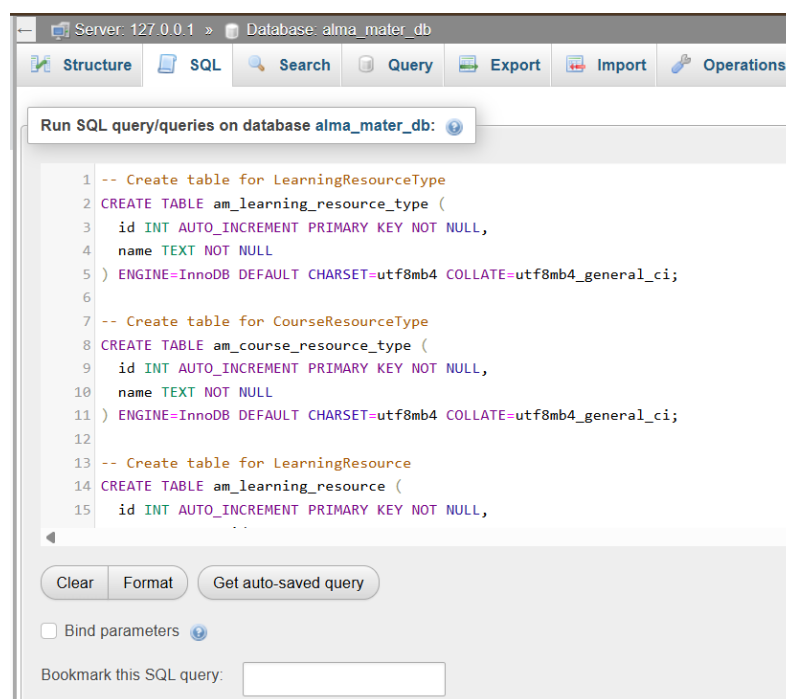 ← Server: 127.0.0.1 » Database: alma_mater_db
Structure SQL Search Query Export Import Operations
Run SQL query/queries on database alma_mater_db:
1 -- Create table for LearningResourceType
2 CREATE TABLE am_learning_resource_type (
3 id INT AUTO_INCREMENT PRIMARY KEY NOT NULL,
4 name TEXT NOT NULL
5 ) ENGINE=InnoDB DEFAULT CHARSET=utf8mb4 COLLATE=utf8mb4_general_ci;
6
7 -- Create table for CourseResourceType
8 CREATE TABLE am_course_resource_type (
9 id INT AUTO_INCREMENT PRIMARY KEY NOT NULL,
10 name TEXT NOT NULL
11 ) ENGINE=InnoDB DEFAULT CHARSET=utf8mb4 COLLATE=utf8mb4_general_ci;
12
13 -- Create table for LearningResource
14 CREATE TABLE am_learning_resource (
15 id INT AUTO_INCREMENT PRIMARY KEY NOT NULL,
Clear Format Get auto-saved query
Bind parameters
Bookmark this SQL query: